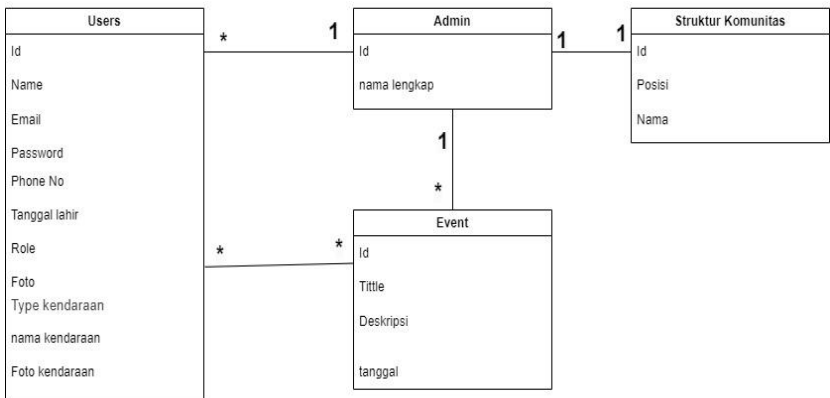 Users
Id
Name
Email
Password
Phone No
Tanggal lahir
Role
Foto
Type kendaraan
nama kendaraan
Foto kendaraan
*
1
Admin
Id
nama lengkap
1
1
Struktur Komunitas
Id
Posisi
Nama
1
*
*
*
Event
Id
Tittle
Deskripsi
tanggal